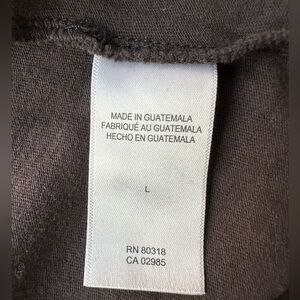 MADE IN GUATEMALA
FABRIQUÉ AU GUATEMALA
HECHO EN GUATEMALA
L
RN 80318
CA 02985